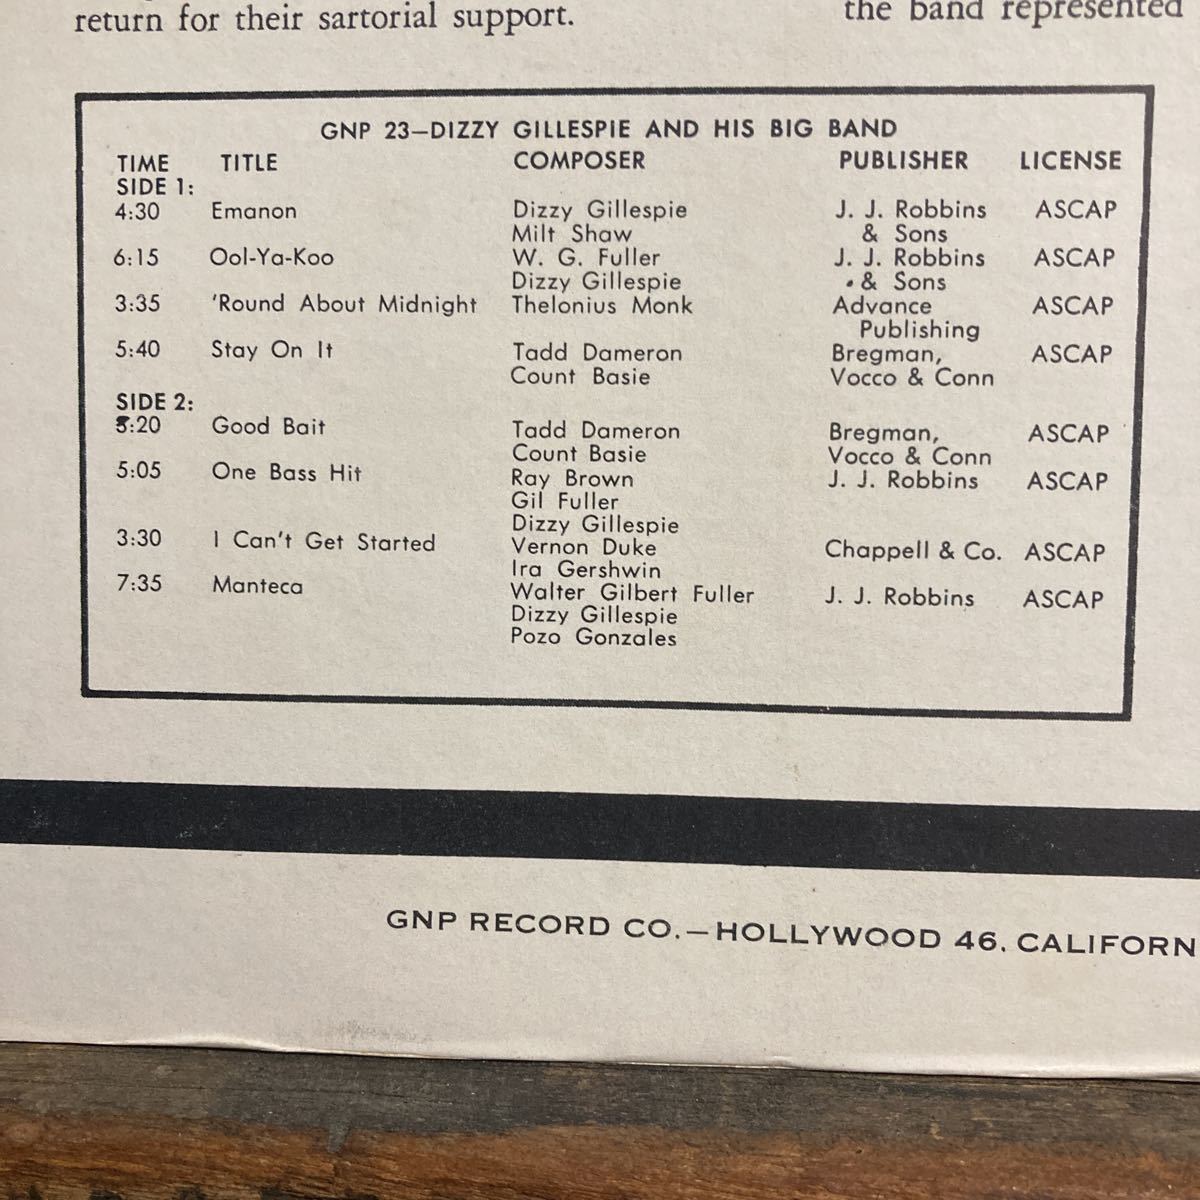 return for their sartorial support.
the band represented
GNP 23—DIZZY GILLESPIE AND HIS BIG BAND
TIME TITLE COMPOSER PUBLISHER LICENSE
SIDE 1:
4:30 Emanon Dizzy Gillespie J. J. Robbins ASCAP
Milt Shaw & Sons
6:15 Ool-Ya-Koo W. G. Fuller J. J. Robbins ASCAP
Dizzy Gillespie & Sons
3:35 'Round About Midnight Thelonius Monk Advance ASCAP
Publishing
5:40 Stay On It Tadd Dameron Bregman, ASCAP
Count Basie Vocco & Conn
SIDE 2:
:20 Good Bait Tadd Dameron Bregman, ASCAP
Count Basie Vocco & Conn
5:05 One Bass Hit Ray Brown J. J. Robbins ASCAP
Gil Fuller
Dizzy Gillespie
3:30 I Can't Get Started Vernon Duke Chappell & Co. ASCAP
Ira Gershwin
7:35 Manteca Walter Gilbert Fuller J. J. Robbins ASCAP
Dizzy Gillespie
Pozo Gonzales
GNP RECORD CO.—HOLLYWOOD 46, CALIFORN